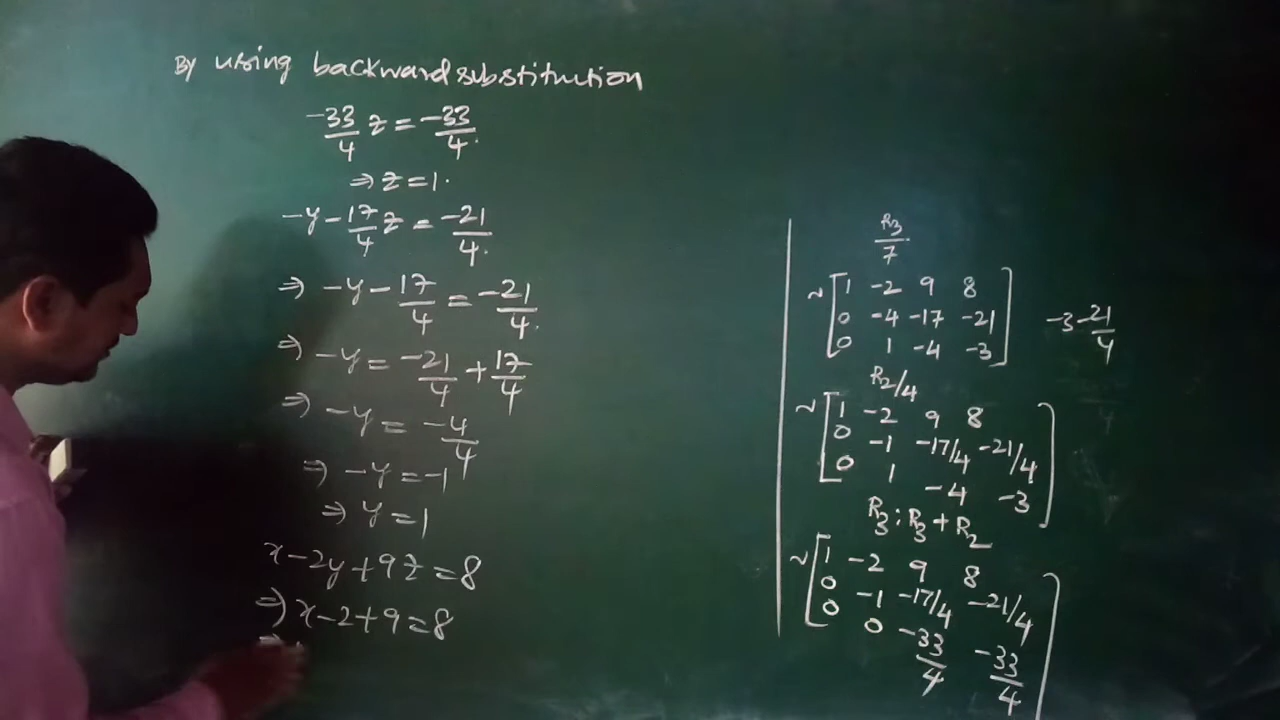 By using backward substitution
-33/4 z = -33/4.
⇒ z = 1.
-y - 17/4 z = -21/4.
⇒ -y - 17/4 = -21/4.
⇒ -y = -21/4 + 17/4
⇒ -y = -4/4
⇒ -y = -1
⇒ y = 1
x - 2y + 9z = 8
⇒ x - 2 + 9 = 8
⇒
R3/7.
~ [ 1 -2 9 8
0 -4 -17 -21
0 1 -4 -3 ]
-3 -21/4
R2/4
~ [ 1 -2 9 8
0 -1 -17/4 -21/4
0 1 -4 -3 ]
R3 : R3 + R2
~ [ 1 -2 9 8
0 -1 -17/4 -21/4
0 0 -33/4 -33/4 ]